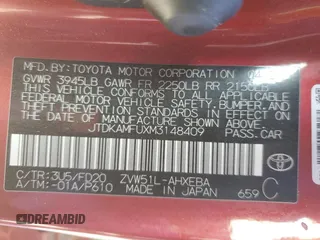 MFD. BY: TOYOTA MOTOR CORPORATION
GVWR 3945LB GAWR FR 2250LB RR 2150LB
THIS VEHICLE CONFORMS TO ALL APPLICABLE
FEDERAL MOTOR VEHICLE SAFETY, BUMPER, AND
THEFT PREVENTION STANDARDS IN EFFECT ON THE
DATE OF MANUFACTURE SHOWN ABOVE.
JTDKAMFUXM3148409 PASS.CAR
C/TR: 3U5/FD20 ZVW51L-AHXEBA
A/TM: -01A/P610 MADE IN JAPAN 659 C
TOYOTA
AUTOBIDMASTER